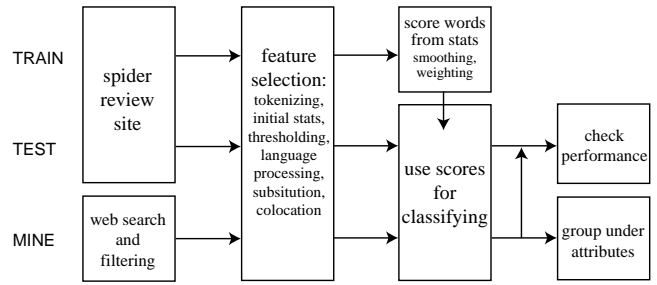 TRAIN
TEST
MINE
spider
review
site
web search
and
filtering
feature
selection:
tokenizing,
initial stats,
thresholding,
language
processing,
subsitution,
colocation
score words
from stats
smoothing,
weighting
use scores
for
classifying
check
performance
group under
attributes